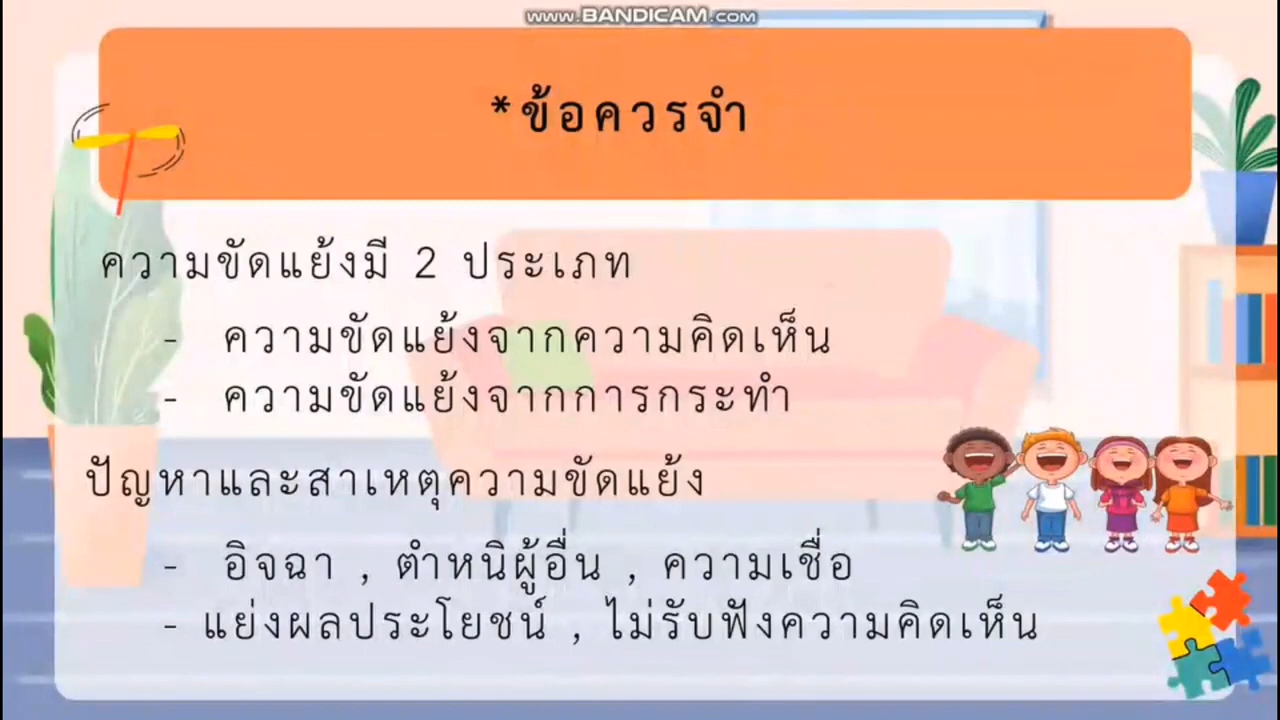 www.BANDICAM.com
*ข้อควรจำ
ความขัดแย้งมี 2 ประเภท
- ความขัดแย้งจากความคิดเห็น
- ความขัดแย้งจากการกระทำ
ปัญหาและสาเหตุความขัดแย้ง
- อิจฉา , ตำหนิผู้อื่น , ความเชื่อ
- แย่งผลประโยชน์ , ไม่รับฟังความคิดเห็น